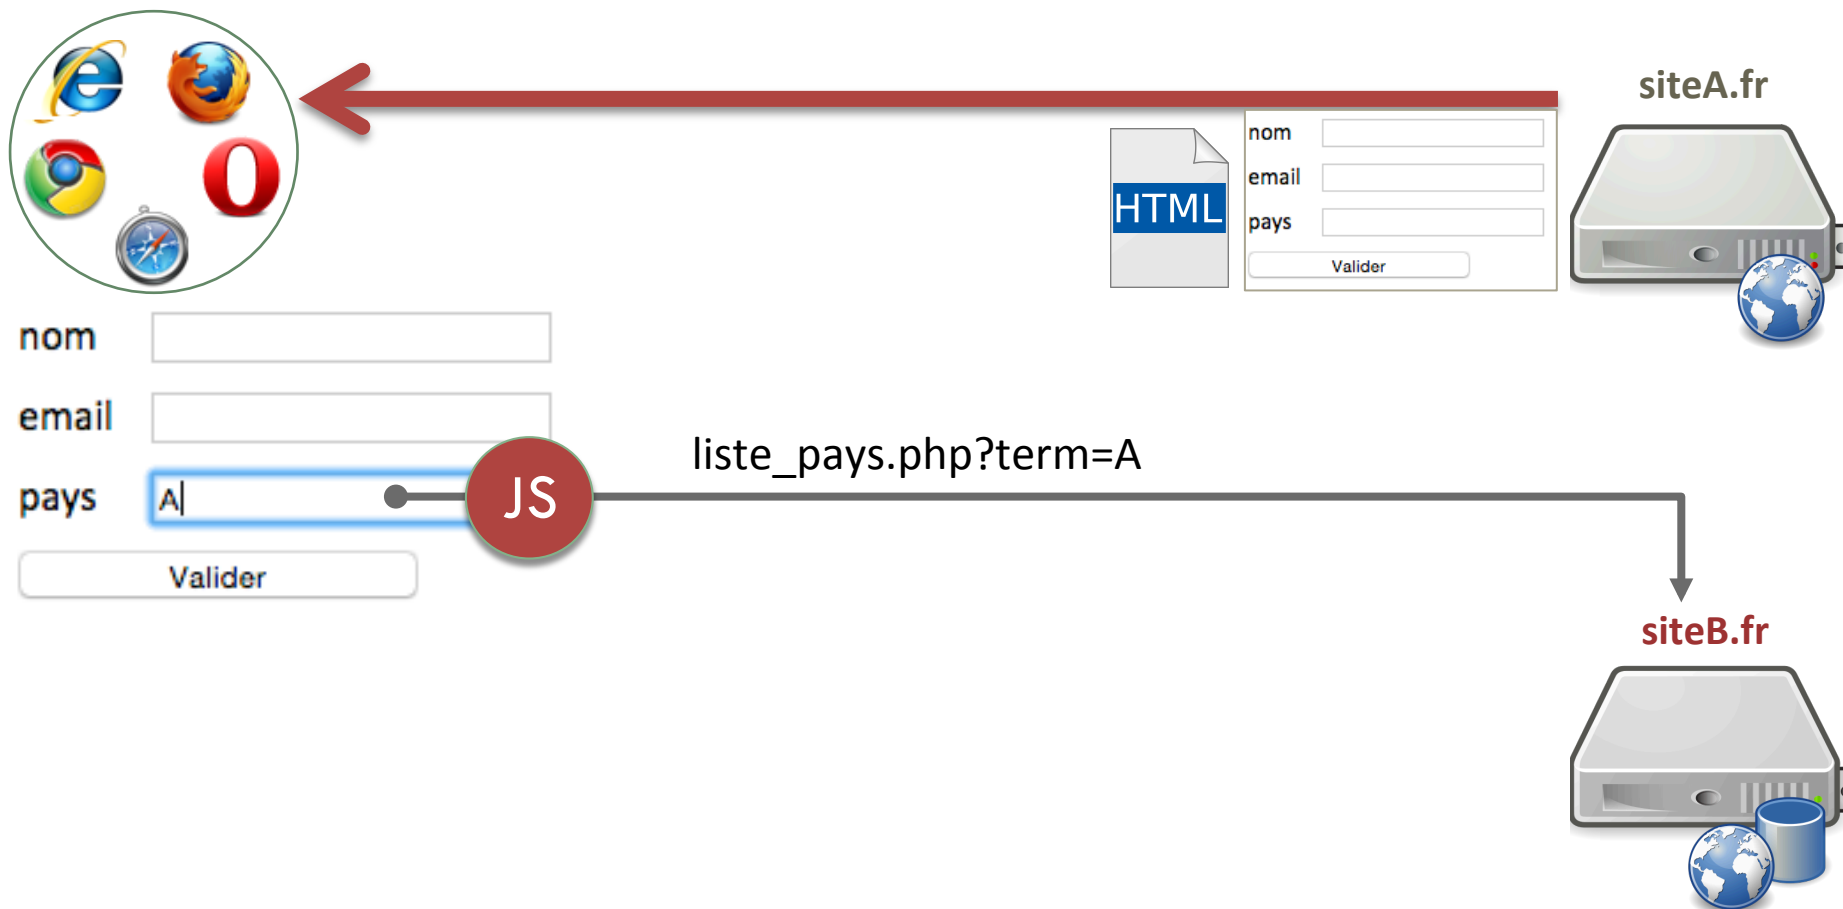 siteA.fr
nom
email
pays
Valider
HTML
nom
email
pays
A
Valider
JS
liste_pays.php?term=A
siteB.fr